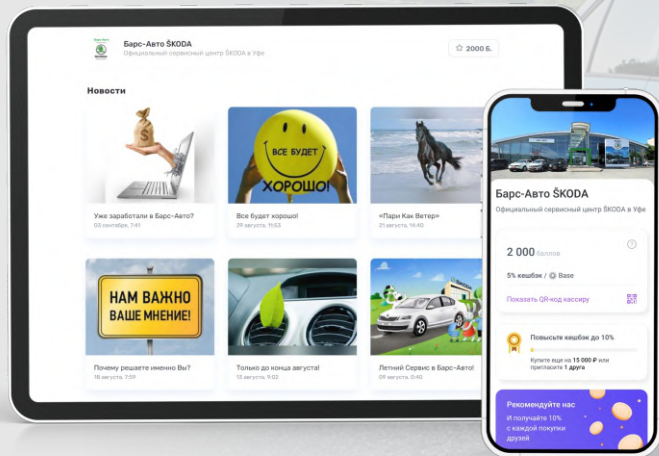 Барс-Авто ŠKODA
Официальный сервисный центр ŠKODA в Уфе
2000 Б.
Новости
ВСЕ БУДЕТ
ХОРОШО!
Уже заработали в Барс-Авто?
03 сентября, 7:41
Все будет хорошо!
29 августа, 11:53
«Пари Как Ветер»
21 августа, 16:40
НАМ ВАЖНО
ВАШЕ МНЕНИЕ!
Почему решаете именно Вы?
18 августа, 7:59
Только до конца августа!
13 августа, 9:02
Летний Сервис в Барс-Авто!
09 августа, 0:40
Барс-Авто ŠKODA
Официальный сервисный центр ŠKODA в Уфе
2 000 баллов
?
5% кешбэк / Base
Показать QR-код кассиру
Повысьте кешбэк до 10%
Купите еще на 15 000 ₽ или
пригласите 1 друга
Рекомендуйте нас
И получайте 10%
с каждой покупки
друзей